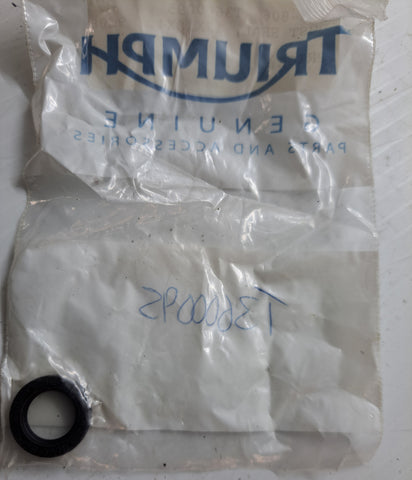 TRIUMPH
GENUINE
PARTS AND ACCESSORIES
T3600095